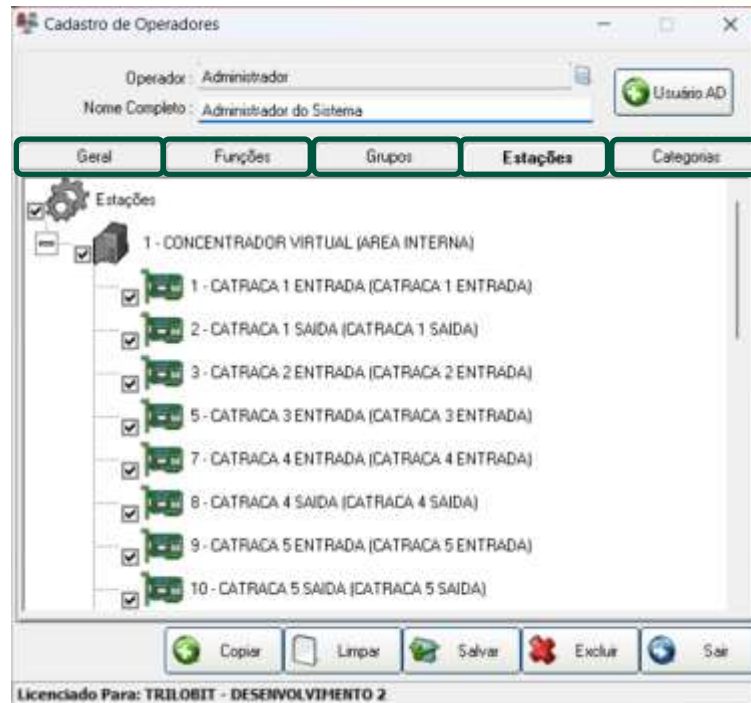 Cadastro de Operadores
Operador: Administrador
Usuário AD
Nome Completo: Administrador do Sistema
Geral Funções Grupos Estações Categorias
Estações
1 - CONCENTRADOR VIRTUAL (AREA INTERNA)
1 - CATRACA 1 ENTRADA (CATRACA 1 ENTRADA)
2 - CATRACA 1 SAIDA (CATRACA 1 SAIDA)
3 - CATRACA 2 ENTRADA (CATRACA 2 ENTRADA)
5 - CATRACA 3 ENTRADA (CATRACA 3 ENTRADA)
7 - CATRACA 4 ENTRADA (CATRACA 4 ENTRADA)
8 - CATRACA 4 SAIDA (CATRACA 4 SAIDA)
9 - CATRACA 5 ENTRADA (CATRACA 5 ENTRADA)
10 - CATRACA 5 SAIDA (CATRACA 5 SAIDA)
Copiar Limpar Salvar Excluir Sair
Licenciado Para: TRILOBIT - DESENVOLVIMENTO 2